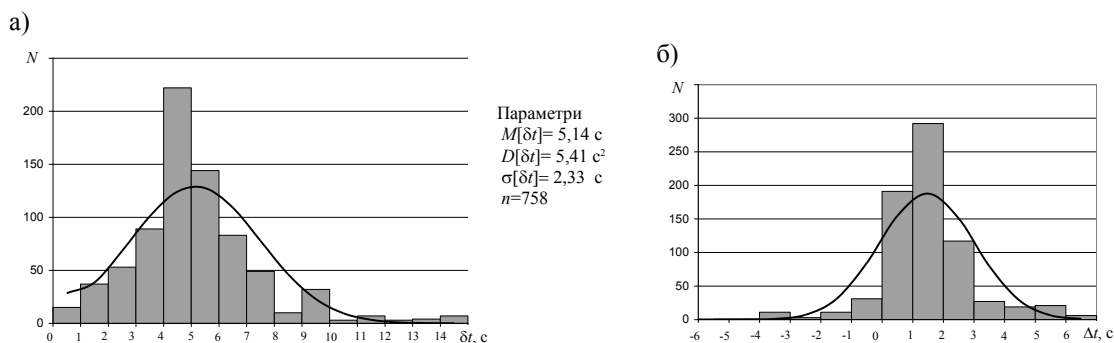 а)
N
200
150
100
50
0
0 1 2 3 4 5 6 7 8 9 10 11 12 13 14 δt, с
Параметри
M[δt]= 5,14 с
D[δt]= 5,41 с²
σ[δt]= 2,33 с
n=758
б)
N
300
250
200
150
100
50
0
-6 -5 -4 -3 -2 -1 0 1 2 3 4 5 6 Δt, с